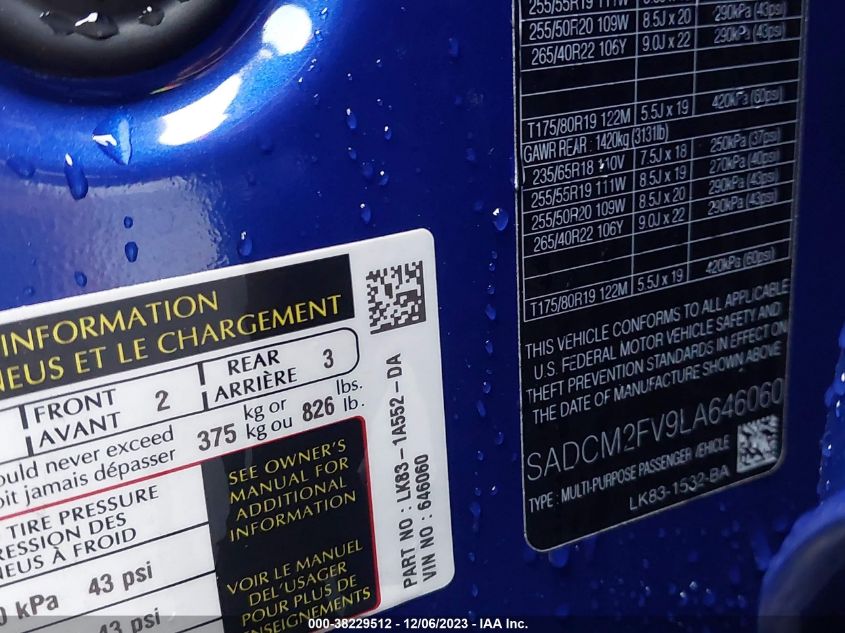 INFORMATION
NEUS ET LE CHARGEMENT
FRONT
AVANT 2
REAR
ARRIÈRE 3
ould never exceed
oit jamais dépasser
375 kg or
kg ou 826 lbs.
lb.
TIRE PRESSURE
RESSION DES
NEUS À FROID
0 kPa 43 psi
43 psi
SEE OWNER'S
MANUAL FOR
ADDITIONAL
INFORMATION
VOIR LE MANUEL
DEL'USAGER
POUR PLUS DE
ENSEIGNEMENTS
PART NO : LK83-1A552-DA
VIN NO : 646060
255/55R19 111W 290kPa (43psi)
255/50R20 109W 8.5J x 20 290kPa (43psi)
265/40R22 106Y 9.0J x 22
T175/80R19 122M 5.5J x 19 420kPa (60psi)
GAWR REAR : 1420kg (3131lb)
235/65R18 110V 7.5J x 18 250kPa (37psi)
255/55R19 111W 8.5J x 19 270kPa (40psi)
255/50R20 109W 8.5J x 20 290kPa (43psi)
265/40R22 106Y 9.0J x 22 290kPa (43psi)
T175/80R19 122M 5.5J x 19 420kPa (60psi)
THIS VEHICLE CONFORMS TO ALL APPLICABLE
U.S. FEDERAL MOTOR VEHICLE SAFETY AND
THEFT PREVENTION STANDARDS IN EFFECT ON
THE DATE OF MANUFACTURE SHOWN ABOVE
SADCM2FV9LA646060
TYPE : MULTI-PURPOSE PASSENGER VEHICLE
LK83-1532-BA
000-38229512 - 12/06/2023 - IAA Inc.